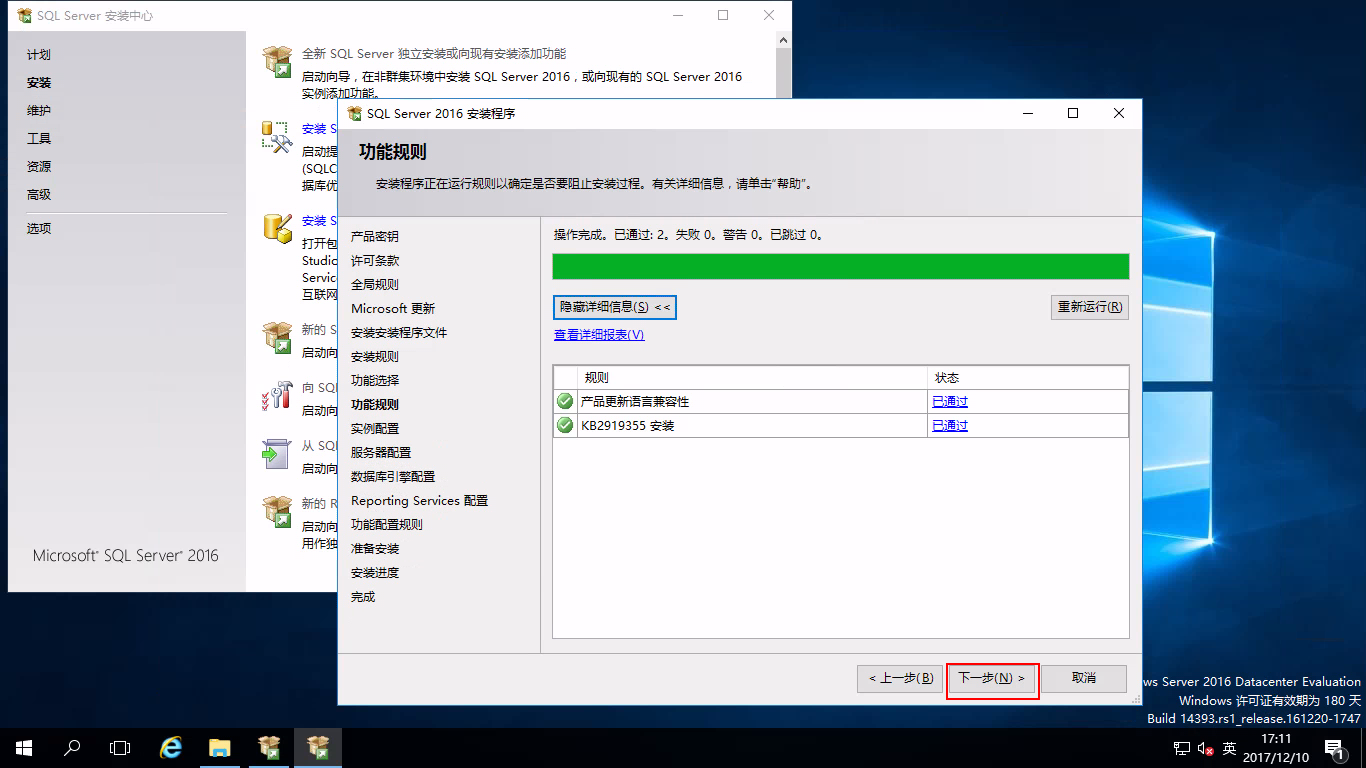 SQL Server 安装中心
计划
安装
维护
工具
资源
高级
选项
Microsoft® SQL Server® 2016
全新 SQL Server 独立安装或向现有安装添加功能
启动向导，在非群集环境中安装 SQL Server 2016，或向现有的 SQL Server 2016
实例添加功能。
安装 S
启动提
(SQLC
据库优
安装 S
打开包
Studio
Service
互联网
新的 S
启动向
向 SQL
启动向
从 SQL
启动向
新的 R
启动向
用作独
SQL Server 2016 安装程序
功能规则
安装程序正在运行规则以确定是否要阻止安装过程。有关详细信息，请单击“帮助”。
产品密钥
许可条款
全局规则
Microsoft 更新
安装安装程序文件
安装规则
功能选择
功能规则
实例配置
服务器配置
数据库引擎配置
Reporting Services 配置
功能配置规则
准备安装
安装进度
完成
操作完成。已通过: 2。失败 0。警告 0。已跳过 0。
隐藏详细信息(S) <<
重新运行(R)
查看详细报表(V)
规则 状态
产品更新语言兼容性 已通过
KB2919355 安装 已通过
< 上一步(B) 下一步(N) > 取消
ws Server 2016 Datacenter Evaluation
Windows 许可证有效期为 180 天
Build 14393.rs1_release.161220-1747
英
17:11
2017/12/10
1